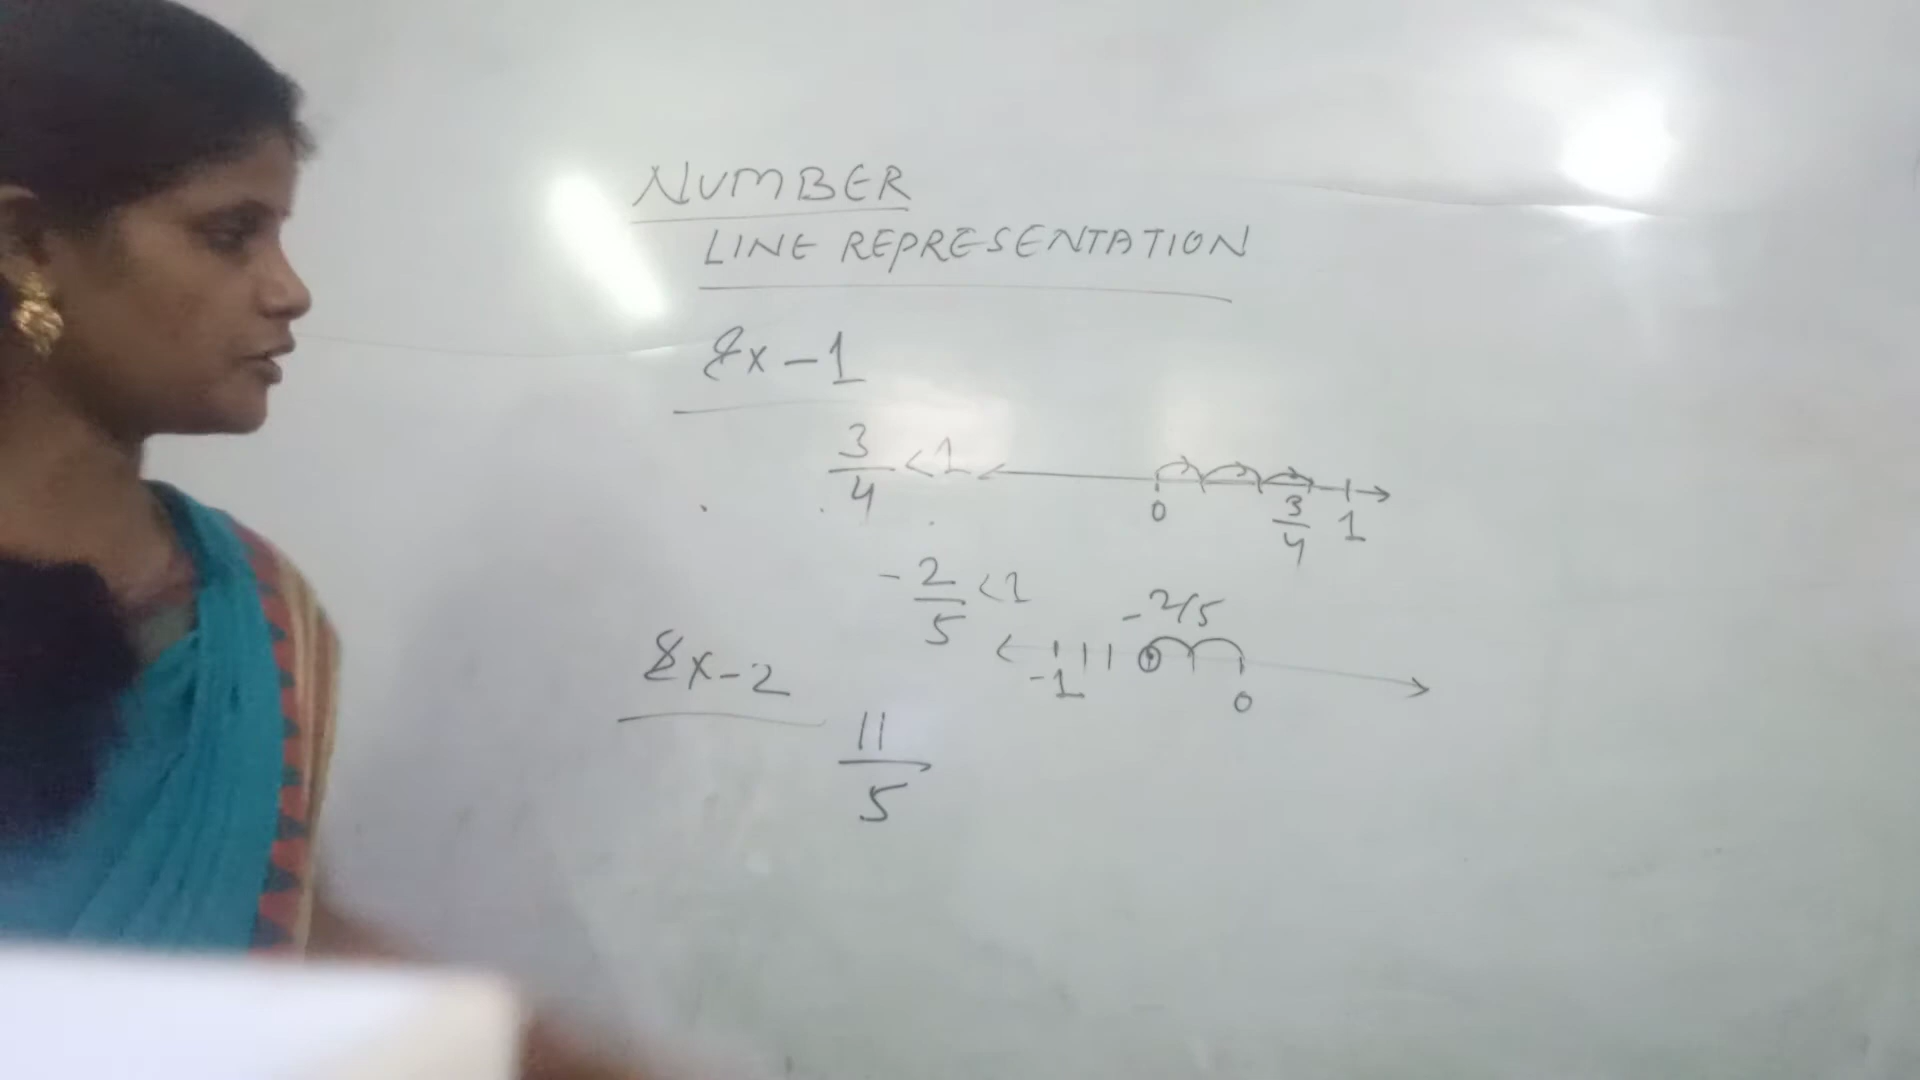 NUMBER
LINE REPRESENTATION
Ex-1
3/4 <1
0 3/4 1
-2/5 <1
-2/5
-1 0
Ex-2
11/5